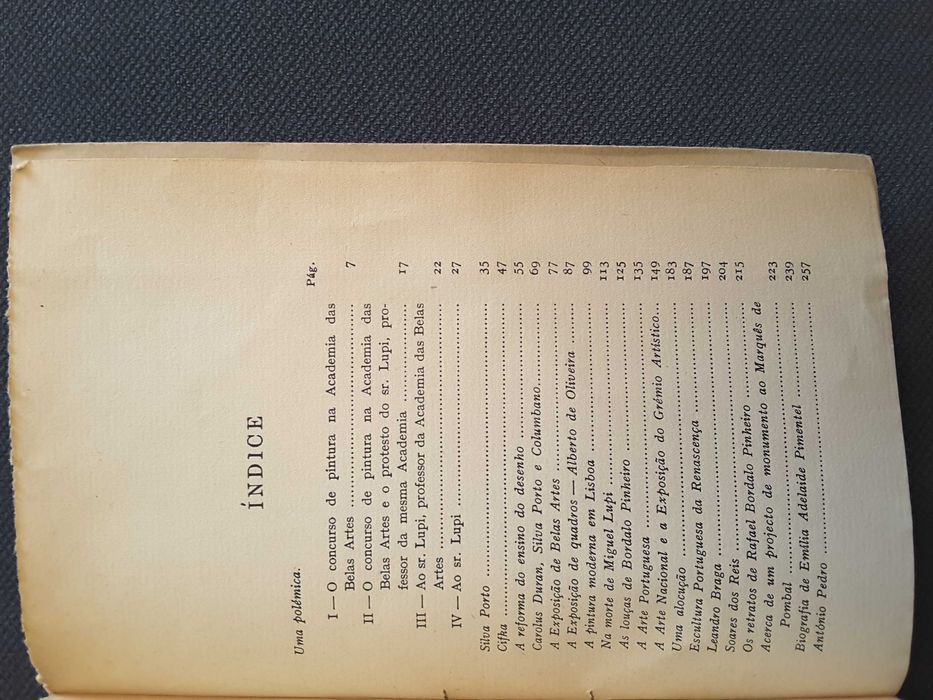 ÍNDICE
Pág.
Uma polémica:
I — O concurso de pintura na Academia das
Belas Artes ........................................ 7
II — O concurso de pintura na Academia das
Belas Artes e o protesto do sr. Lupi, pro-
fessor da mesma Academia ........................ 17
III — Ao sr. Lupi, professor da Academia das Belas
Artes ................................................ 22
IV — Ao sr. Lupi ........................................ 27
Silva Porto ................................................ 35
Cifka ........................................................ 47
A reforma do ensino do desenho ........................ 55
Carolus Duran, Silva Porto e Columbano ................ 69
A Exposição de Belas Artes ................................ 77
A Exposição de quadros — Alberto de Oliveira ........ 87
A pintura moderna em Lisboa ............................ 99
Na morte de Miguel Lupi ................................ 113
As louças de Bordalo Pinheiro ............................ 125
A Arte Portuguesa ........................................ 135
A Arte Nacional e a Exposição do Grémio Artístico... 149
Uma alocução ............................................ 183
Escultura Portuguesa da Renascença .................... 187
Leandro Braga ............................................ 197
Soares dos Reis ............................................ 204
Os retratos de Rafael Bordalo Pinheiro ................ 215
Acerca de um projecto de monumento ao Marquês de
Pombal .................................................... 223
Biografia de Emília Adelaide Pimentel ................ 239
António Pedro ............................................ 257